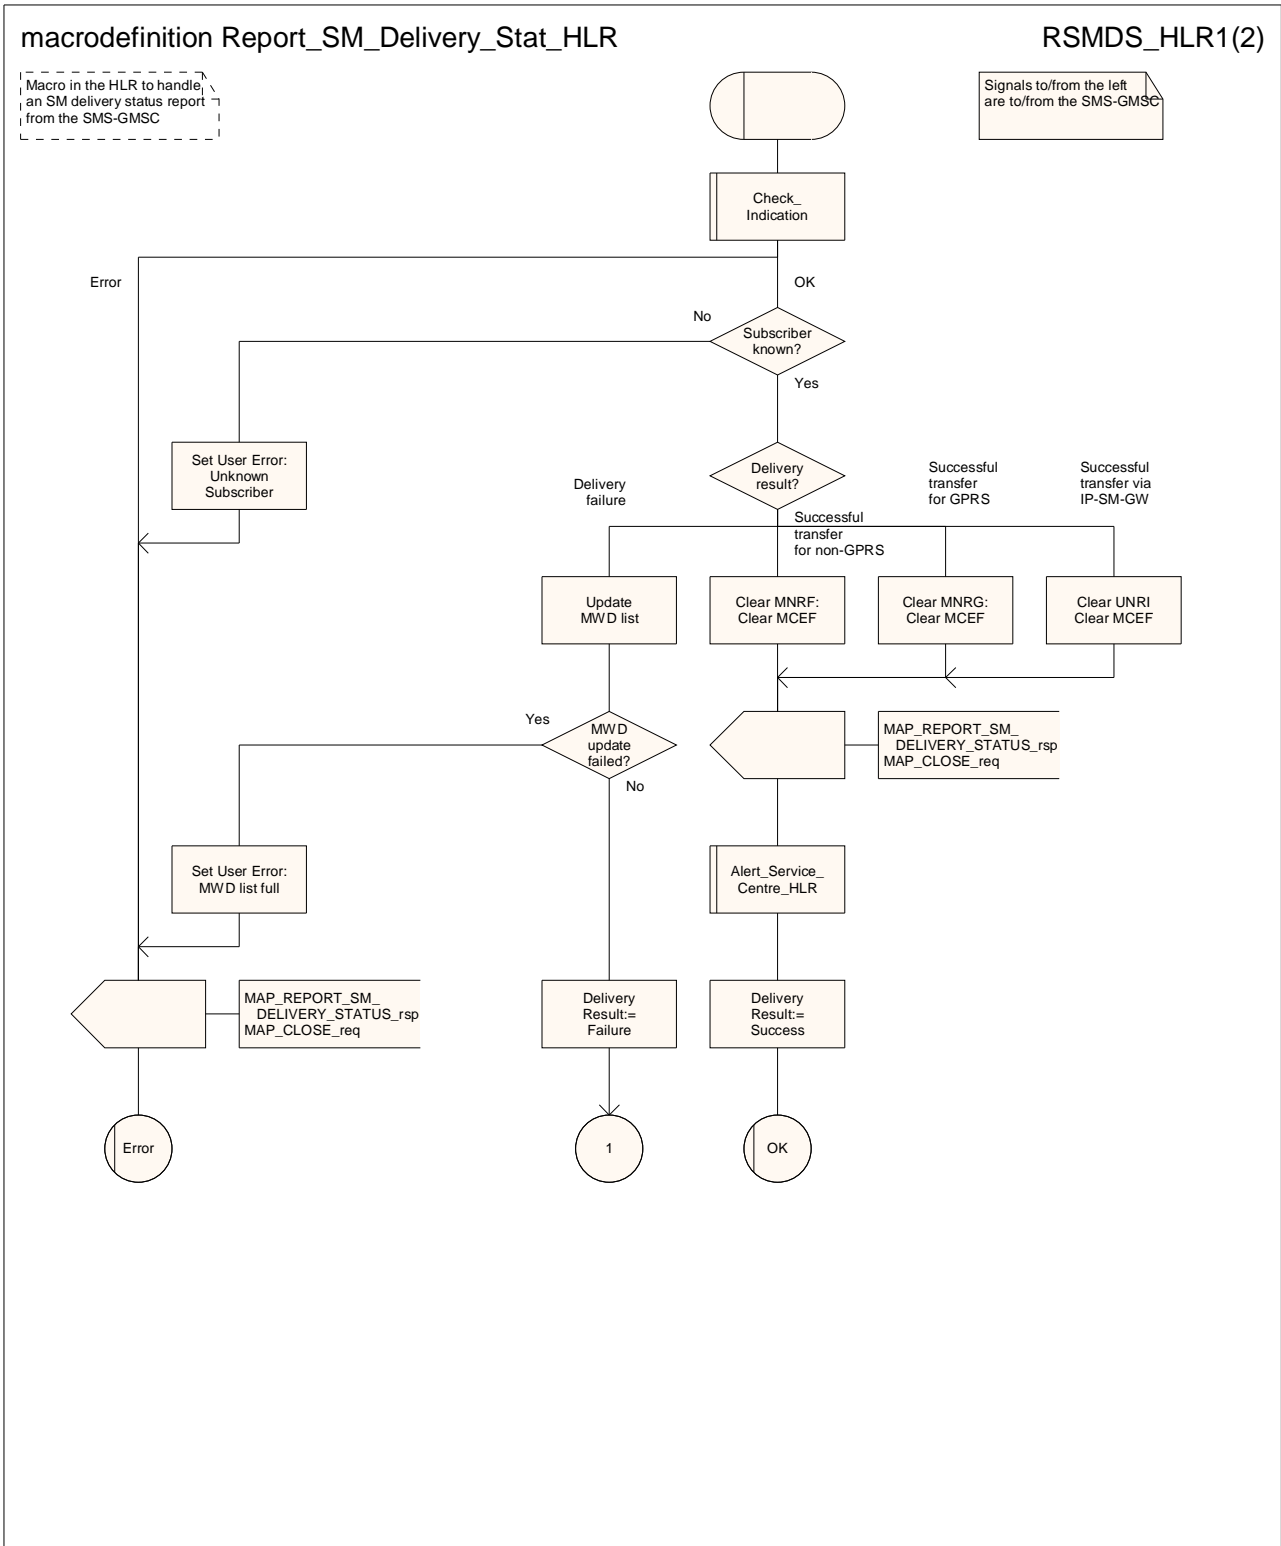 macrodefinition Report_SM_Delivery_Stat_HLR
RSMDS_HLR1(2)
Macro in the HLR to handle
an SM delivery status report
from the SMS-GMSC
Signals to/from the left
are to/from the SMS-GMSC
Check_
Indication
Error
OK
No
Subscriber
known?
Yes
Set User Error:
Unknown
Subscriber
Delivery
result?
Delivery
failure
Successful
transfer
for non-GPRS
Successful
transfer
for GPRS
Successful
transfer via
IP-SM-GW
Update
MWD list
Clear MNRF:
Clear MCEF
Clear MNRG:
Clear MCEF
Clear UNRI
Clear MCEF
Yes
MWD
update
failed?
No
MAP_REPORT_SM_
DELIVERY_STATUS_rsp
MAP_CLOSE_req
Set User Error:
MWD list full
Alert_Service_
Centre_HLR
MAP_REPORT_SM_
DELIVERY_STATUS_rsp
MAP_CLOSE_req
Delivery
Result:=
Failure
Delivery
Result:=
Success
Error
1
OK